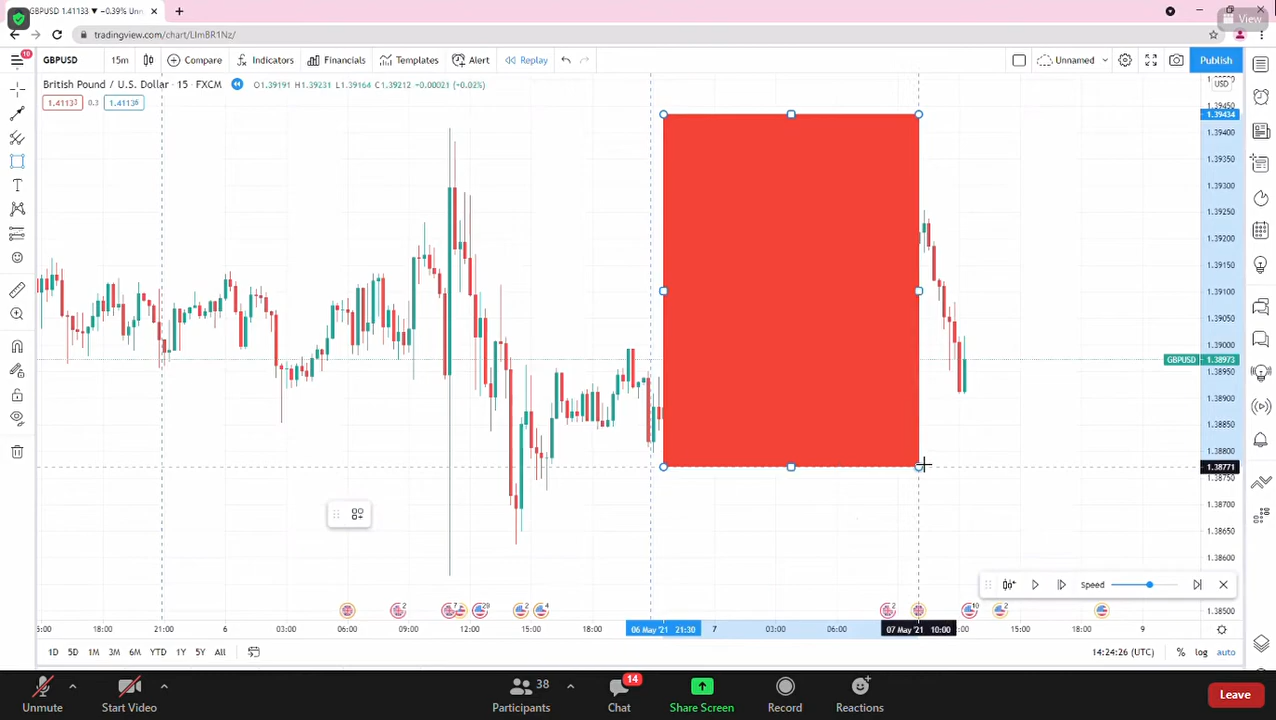 GBPUSD 1.41133 ▼ −0.39% Unn
View
tradingview.com/chart/LIm8R1Nz/
10
GBPUSD
15m
Compare
Indicators
Financials
Templates
Alert
Replay
Unnamed
Publish
British Pound / U.S. Dollar · 15 · FXCM
O1.39191 H1.39231 L1.39164 C1.39212 −0.00021 (−0.02%)
USD
1.41133
0.3
1.41136
1.39450
1.39434
1.39400
1.39350
1.39300
1.39250
1.39200
1.39150
1.39100
1.39050
1.39000
GBPUSD
1.38973
1.38950
1.38900
1.38850
1.38800
1.38771
1.38750
1.38700
1.38650
1.38600
Speed
1.38500
18:00
21:00
6
03:00
06:00
09:00
12:00
15:00
18:00
06 May '21 21:30
7
03:00
06:00
07 May '21 10:00
15:00
18:00
9
1D
5D
1M
3M
6M
YTD
1Y
5Y
All
14:24:26 (UTC)
%
log
auto
Unmute
Start Video
38
Participants
14
Chat
Share Screen
Record
Reactions
Leave